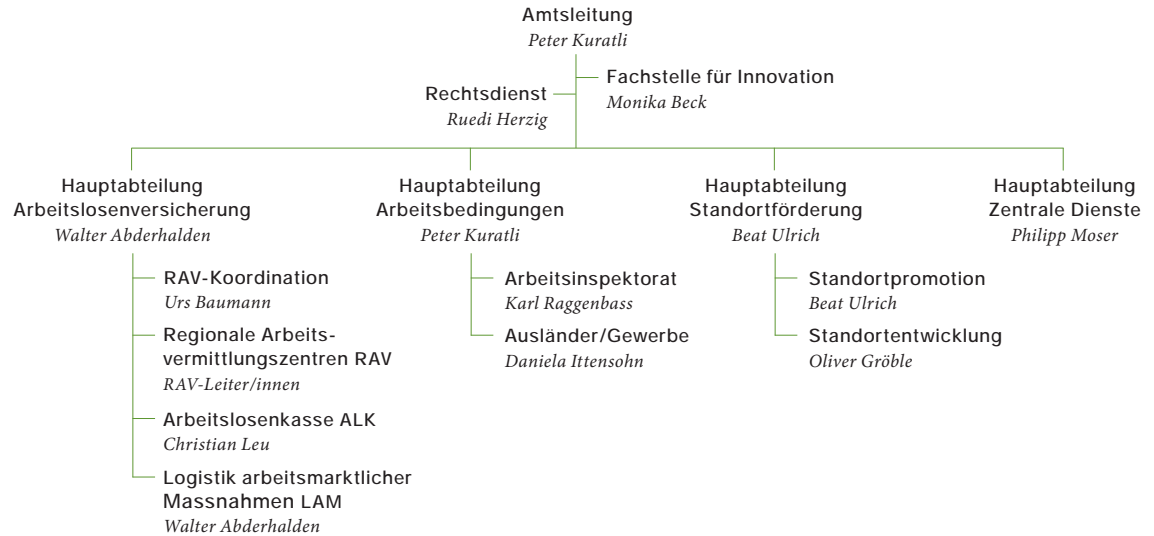 Amtsleitung
Peter Kuratli
Fachstelle für Innovation
Monika Beck
Rechtsdienst
Ruedi Herzig
Hauptabteilung
Arbeitslosenversicherung
Walter Abderhalden
RAV-Koordination
Urs Baumann
Regionale Arbeits-
vermittlungszentren RAV
RAV-Leiter/innen
Arbeitslosenkasse ALK
Christian Leu
Logistik arbeitsmarktlicher
Massnahmen LAM
Walter Abderhalden
Hauptabteilung
Arbeitsbedingungen
Peter Kuratli
Arbeitsinspektorat
Karl Raggenbass
Ausländer/Gewerbe
Daniela Ittensohn
Hauptabteilung
Standortförderung
Beat Ulrich
Standortpromotion
Beat Ulrich
Standortentwicklung
Oliver Gröble
Hauptabteilung
Zentrale Dienste
Philipp Moser